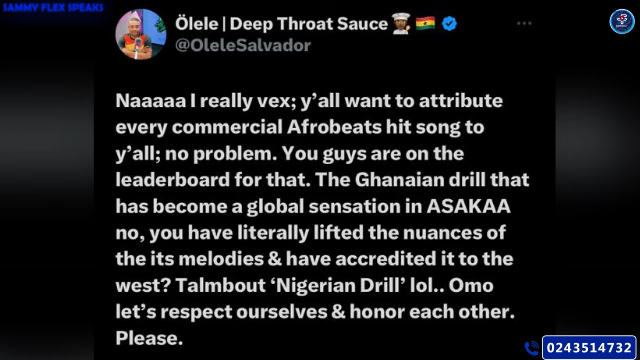 SAMMY FLEX SPEAKS
Ölele | Deep Throat Sauce
@OleleSalvador
Naaaaa I really vex; y’all want to attribute
every commercial Afrobeats hit song to
y’all; no problem. You guys are on the
leaderboard for that. The Ghanaian drill that
has become a global sensation in ASAKAA
no, you have literally lifted the nuances of
the its melodies & have accredited it to the
west? Talmbout ‘Nigerian Drill’ lol.. Omo
let’s respect ourselves & honor each other.
Please.
0243514732